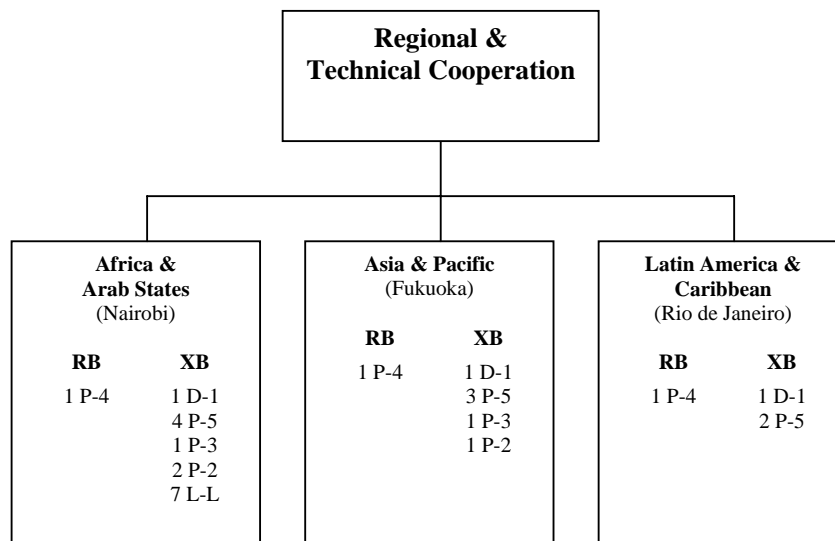 Regional &
Technical Cooperation
Africa &
Arab States
(Nairobi)
RB XB
1 P-4 1 D-1
4 P-5
1 P-3
2 P-2
7 L-L
Asia & Pacific
(Fukuoka)
RB XB
1 P-4 1 D-1
3 P-5
1 P-3
1 P-2
Latin America &
Caribbean
(Rio de Janeiro)
RB XB
1 P-4 1 D-1
2 P-5